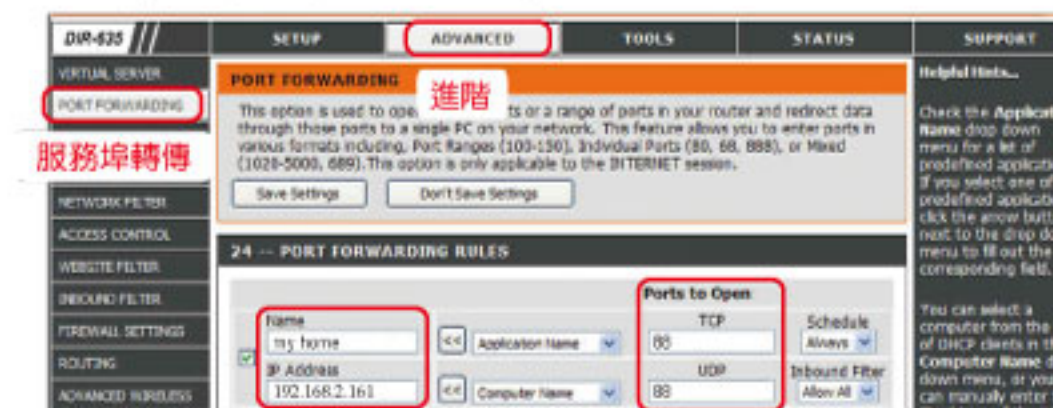 DIR-635
SETUP
ADVANCED
TOOLS
STATUS
SUPPORT
VIRTUAL SERVER
PORT FORWARDING
服務埠轉傳
NETWORK FILTER
ACCESS CONTROL
WEBSITE FILTER
INBOUND FILTER
FIREWALL SETTINGS
ROUTING
ADVANCED WIRELESS
PORT FORWARDING
進階
This option is used to ts or a range of ports in your router and redirect data
through those ports to a single PC on your network. This feature allows you to enter ports in
various formats including, Port Ranges (100-150), Individual Ports (80, 68, 888), or Mixed
(1020-5000, 689). This option is only applicable to the INTERNET session.
Save Settings
Don't Save Settings
24 -- PORT FORWARDING RULES
Ports to Open
Name
TCP
Schedule
my home
<<
Application Name
88
Always
IP Address
UDP
Inbound Filter
192.168.2.161
<<
Computer Name
88
Allow All
Helpful Hints...
Check the Applicat
Name drop down
menu for a list of
predefined applicati
If you select one of
predefined applicati
click the arrow butt
next to the drop do
menu to fill out the
corresponding field.
You can select a
computer from the
of DHCP clients in th
Computer Name d
down menu, or you
can manually enter